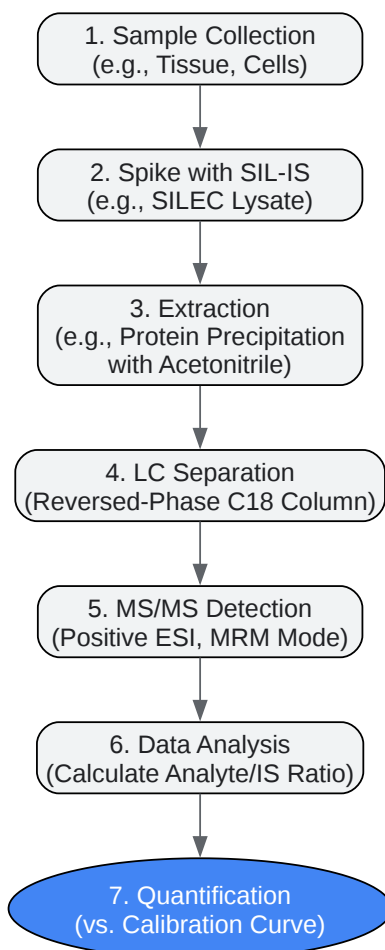 1. Sample Collection
(e.g., Tissue, Cells)
2. Spike with SIL-IS
(e.g., SILEC Lysate)
3. Extraction
(e.g., Protein Precipitation
with Acetonitrile)
4. LC Separation
(Reversed-Phase C18 Column)
5. MS/MS Detection
(Positive ESI, MRM Mode)
6. Data Analysis
(Calculate Analyte/IS Ratio)
7. Quantification
(vs. Calibration Curve)